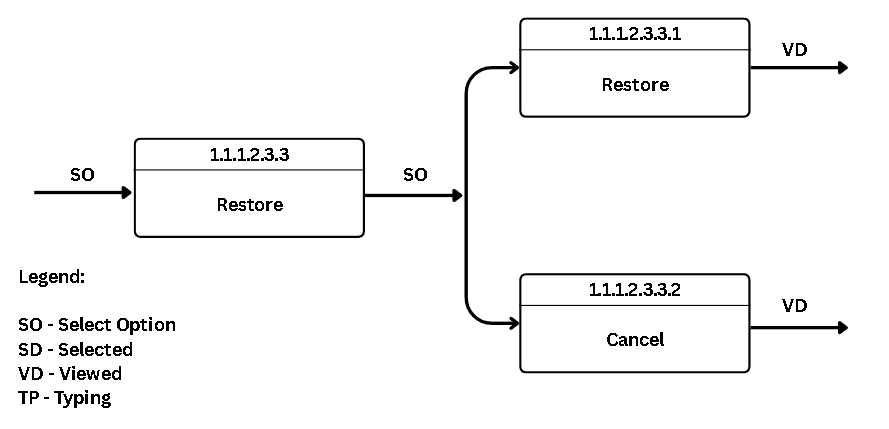 1.1.1.2.3.3.1
VD
Restore
1.1.1.2.3.3
SO
SO
Restore
Legend:
SO - Select Option
SD - Selected
VD - Viewed
TP - Typing
1.1.1.2.3.3.2
VD
Cancel